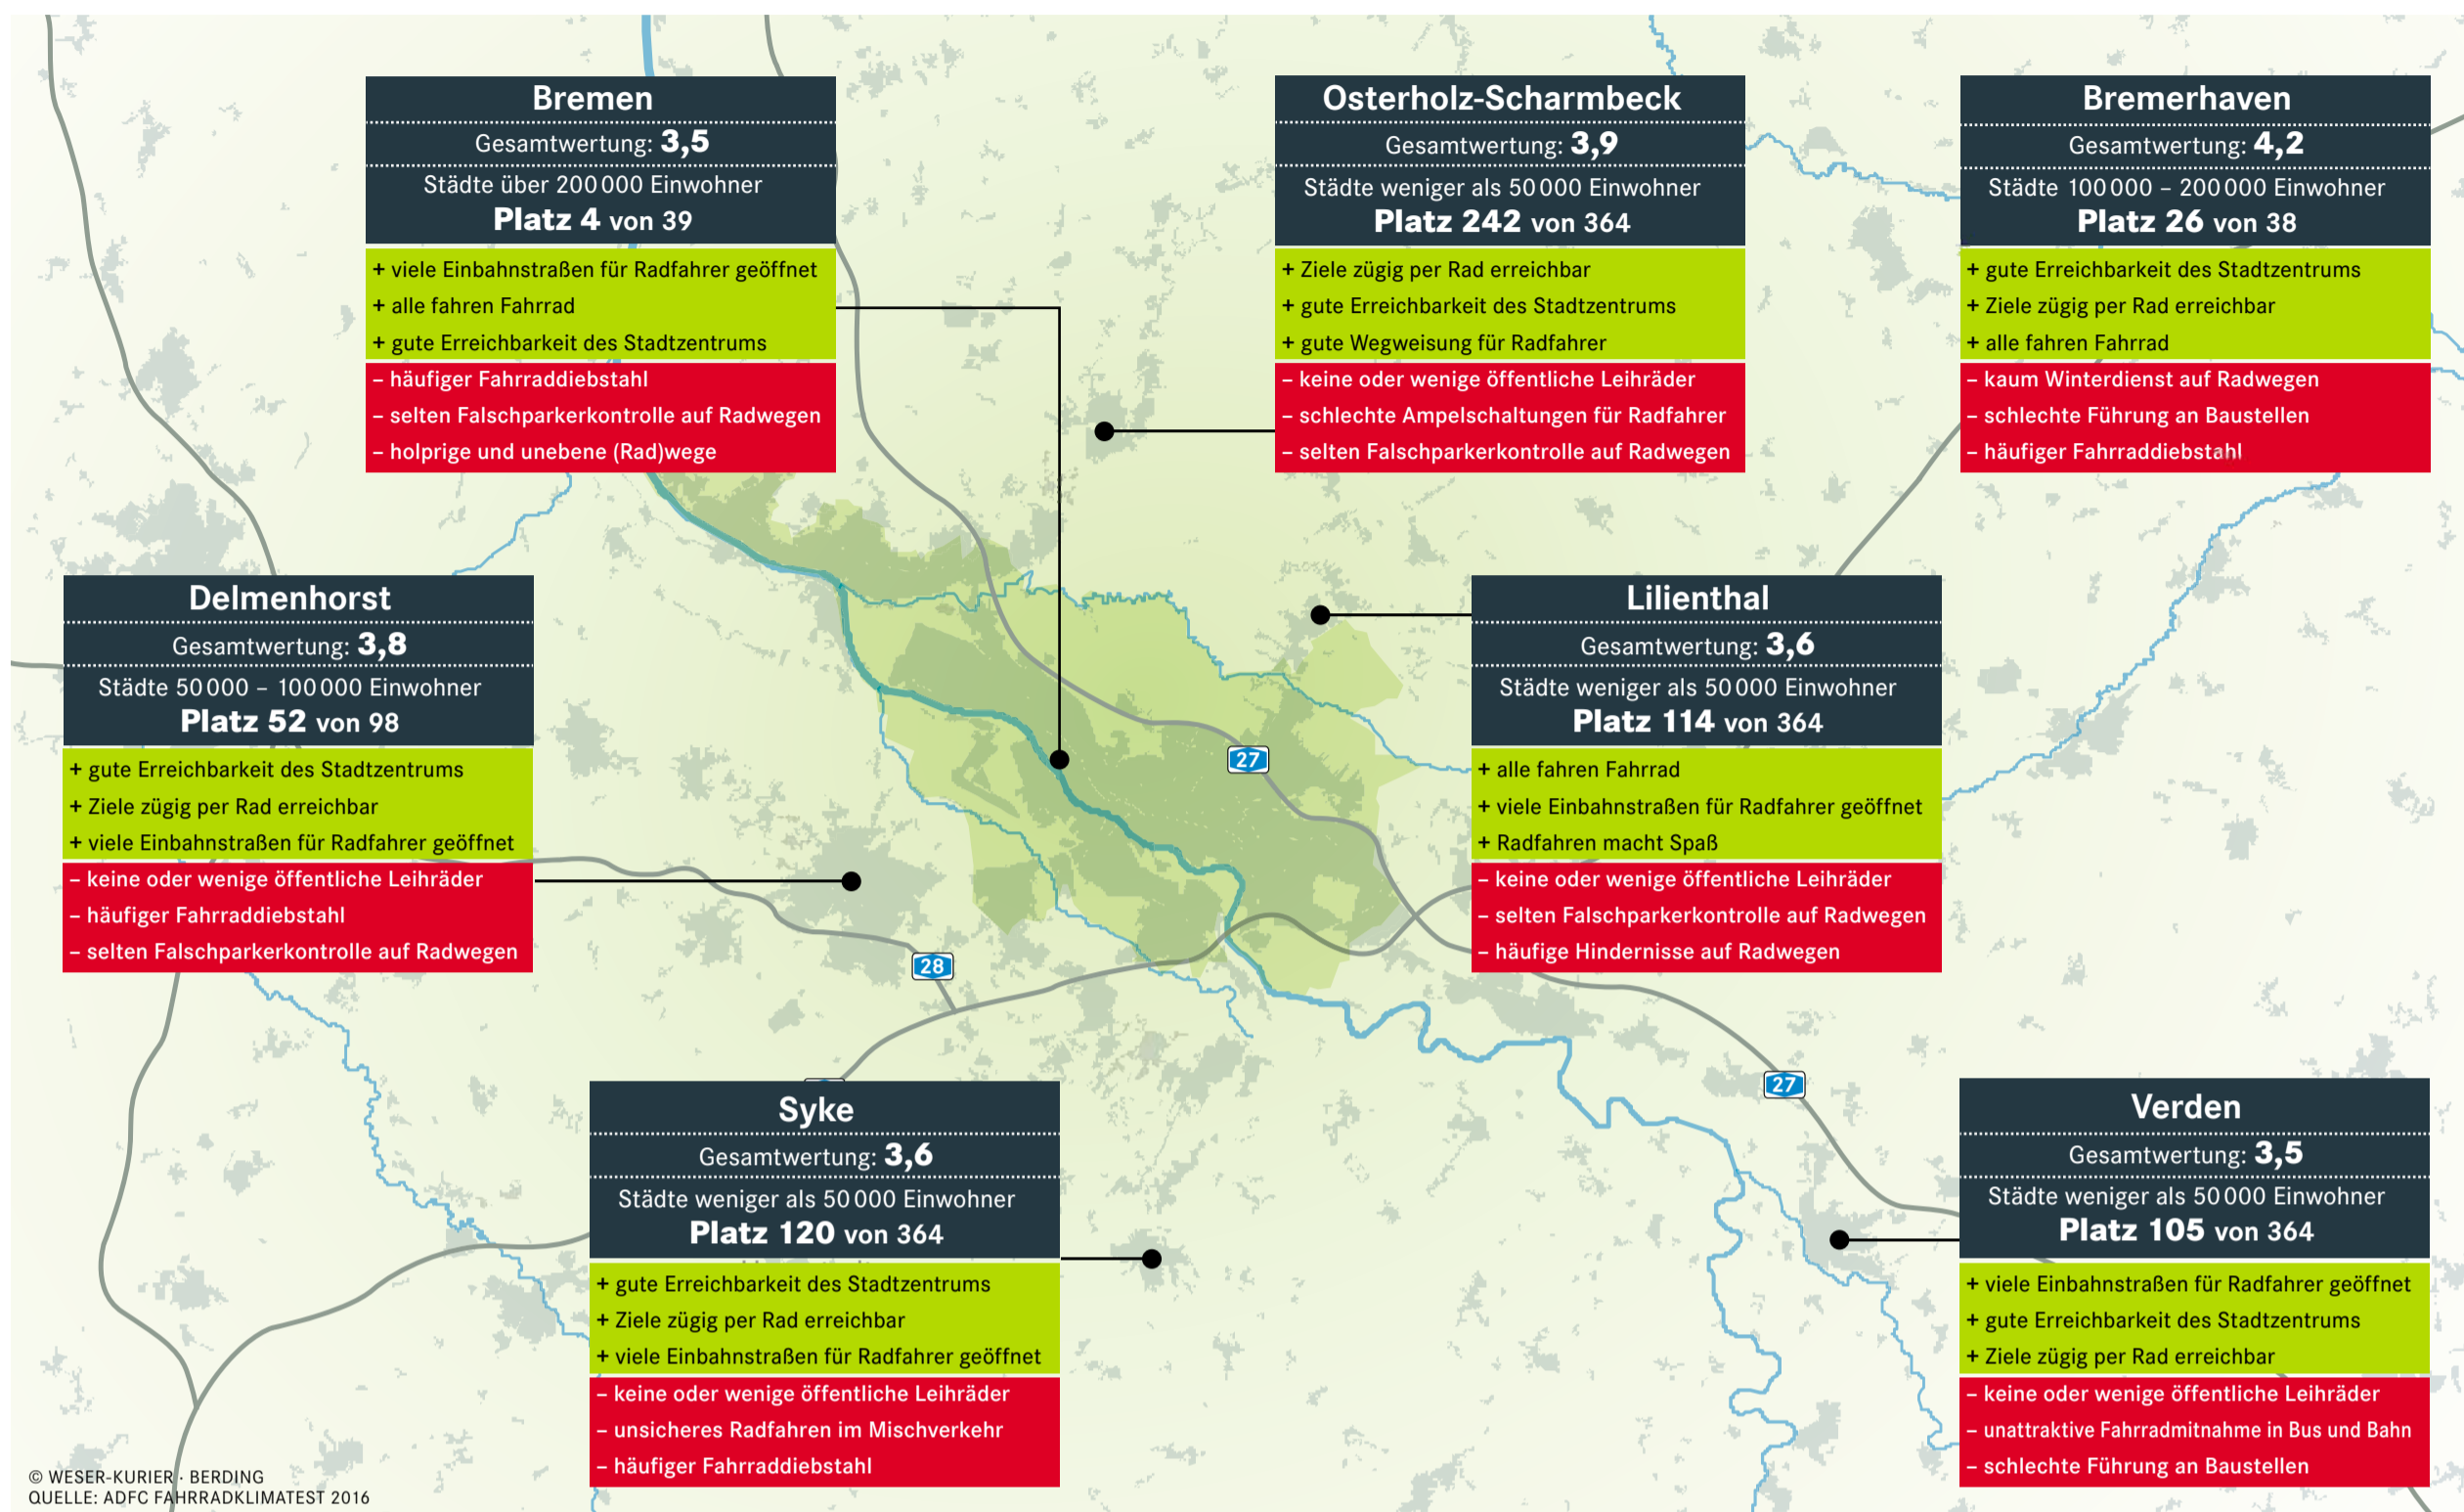 Bremen
Gesamtwertung: 3,5
Städte über 200 000 Einwohner
Platz 4 von 39
+ viele Einbahnstraßen für Radfahrer geöffnet
+ alle fahren Fahrrad
+ gute Erreichbarkeit des Stadtzentrums
– häufiger Fahrraddiebstahl
– selten Falschparkerkontrolle auf Radwegen
– holprige und unebene (Rad)wege
Osterholz-Scharmbeck
Gesamtwertung: 3,9
Städte weniger als 50 000 Einwohner
Platz 242 von 364
+ Ziele zügig per Rad erreichbar
+ gute Erreichbarkeit des Stadtzentrums
+ gute Wegweisung für Radfahrer
– keine oder wenige öffentliche Leihräder
– schlechte Ampelschaltungen für Radfahrer
– selten Falschparkerkontrolle auf Radwegen
Bremerhaven
Gesamtwertung: 4,2
Städte 100 000 – 200 000 Einwohner
Platz 26 von 38
+ gute Erreichbarkeit des Stadtzentrums
+ Ziele zügig per Rad erreichbar
+ alle fahren Fahrrad
– kaum Winterdienst auf Radwegen
– schlechte Führung an Baustellen
– häufiger Fahrraddiebstahl
Delmenhorst
Gesamtwertung: 3,8
Städte 50 000 – 100 000 Einwohner
Platz 52 von 98
+ gute Erreichbarkeit des Stadtzentrums
+ Ziele zügig per Rad erreichbar
+ viele Einbahnstraßen für Radfahrer geöffnet
– keine oder wenige öffentliche Leihräder
– häufiger Fahrraddiebstahl
– selten Falschparkerkontrolle auf Radwegen
27
28
Lilienthal
Gesamtwertung: 3,6
Städte weniger als 50 000 Einwohner
Platz 114 von 364
+ alle fahren Fahrrad
+ viele Einbahnstraßen für Radfahrer geöffnet
+ Radfahren macht Spaß
– keine oder wenige öffentliche Leihräder
– selten Falschparkerkontrolle auf Radwegen
– häufige Hindernisse auf Radwegen
27
Syke
Gesamtwertung: 3,6
Städte weniger als 50 000 Einwohner
Platz 120 von 364
+ gute Erreichbarkeit des Stadtzentrums
+ Ziele zügig per Rad erreichbar
+ viele Einbahnstraßen für Radfahrer geöffnet
– keine oder wenige öffentliche Leihräder
– unsicheres Radfahren im Mischverkehr
– häufiger Fahrraddiebstahl
Verden
Gesamtwertung: 3,5
Städte weniger als 50 000 Einwohner
Platz 105 von 364
+ viele Einbahnstraßen für Radfahrer geöffnet
+ gute Erreichbarkeit des Stadtzentrums
+ Ziele zügig per Rad erreichbar
– keine oder wenige öffentliche Leihräder
– unattraktive Fahrradmitnahme in Bus und Bahn
– schlechte Führung an Baustellen
© WESER-KURIER · BERDING
QUELLE: ADFC FAHRRADKLIMATEST 2016